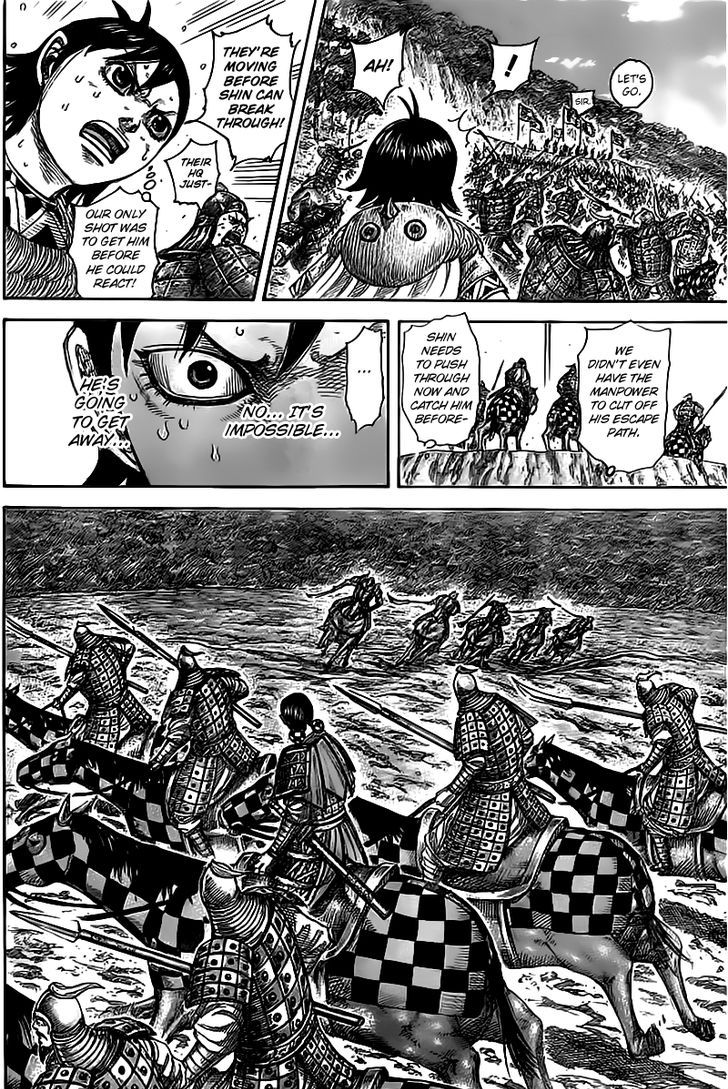 LET'S
GO.
SIR.
!
AH!
THEY'RE
MOVING
BEFORE
SHIN CAN
BREAK
THROUGH!
THEIR
HQ
JUST-
OUR ONLY
SHOT WAS
TO GET HIM
BEFORE
HE COULD
REACT!
WE
DIDN'T EVEN
HAVE THE
MANPOWER
TO CUT OFF
HIS ESCAPE
PATH.
SHIN
NEEDS
TO PUSH
THROUGH
NOW AND
CATCH HIM
BEFORE-
...
NO... IT'S
IMPOSSIBLE...
HE'S
GOING
TO GET
AWAY...